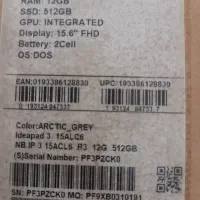 RAM: 12GB
SSD: 512GB
GPU: INTEGRATED
Display: 15.6" FHD
Battery: 2Cell
OS:DOS
EAN:0193386128830 UPC:193386128830
Color:ARCTIC_GREY
Ideapad 3 15ALC6
NB IP 3 15ACL6 R3 12G 512GB
(S)Serial Number: PF3PZCK0
SN: PF3PZCK0 MO: PF9XB0310191